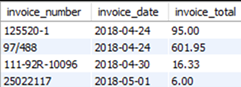 invoice_number invoice_date invoice_total
125520-1 2018-04-24 95.00
97/488 2018-04-24 601.95
111-92R-10096 2018-04-30 16.33
25022117 2018-05-01 6.00